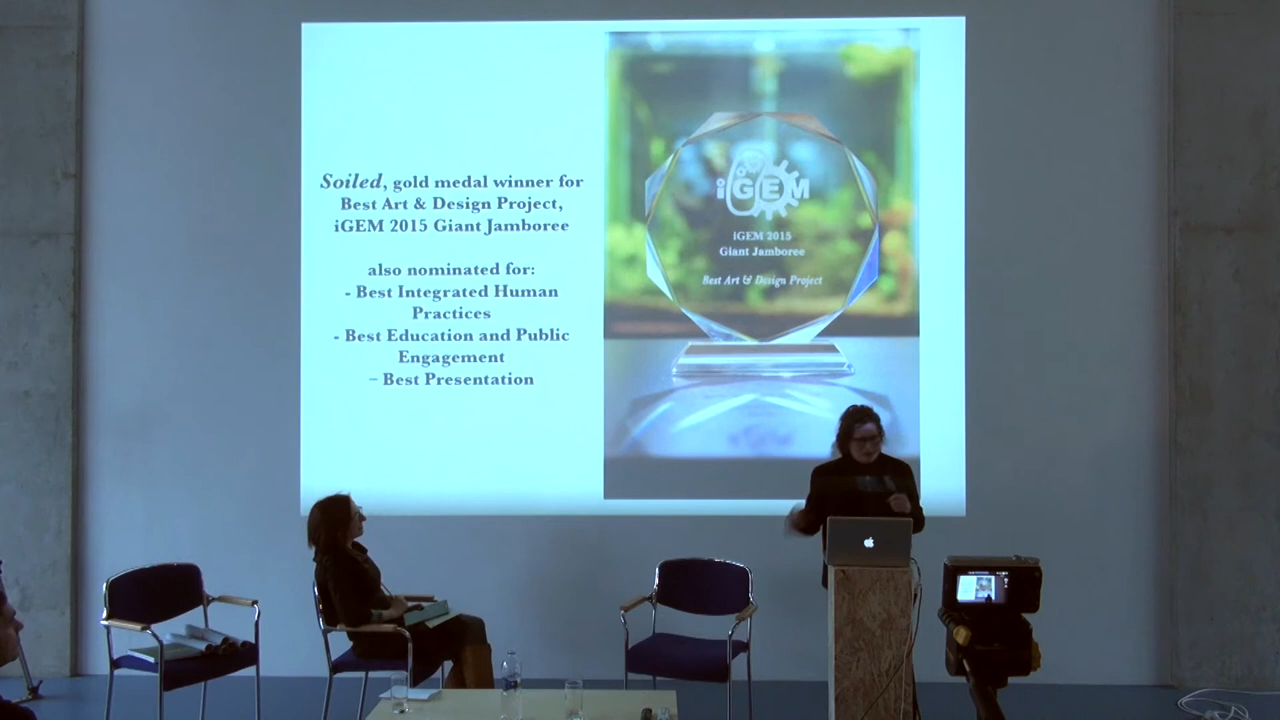 Soiled, gold medal winner for
Best Art & Design Project,
iGEM 2015 Giant Jamboree
also nominated for:
- Best Integrated Human
Practices
- Best Education and Public
Engagement
– Best Presentation
iGEM
iGEM 2015
Giant Jamboree
Best Art & Design Project